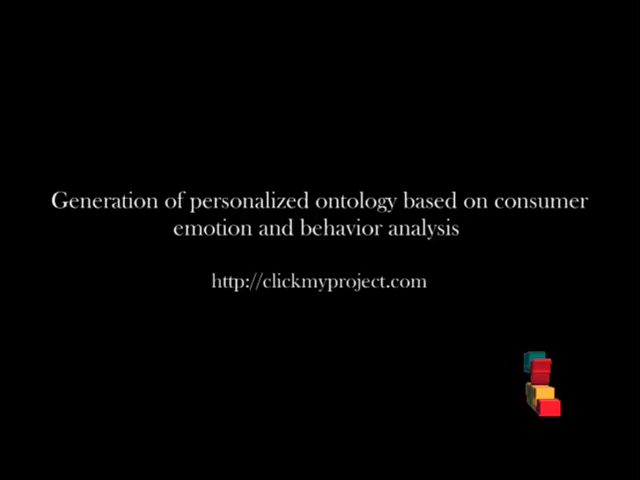 Generation of personalized ontology based on consumer
emotion and behavior analysis
http://clickmyproject.com